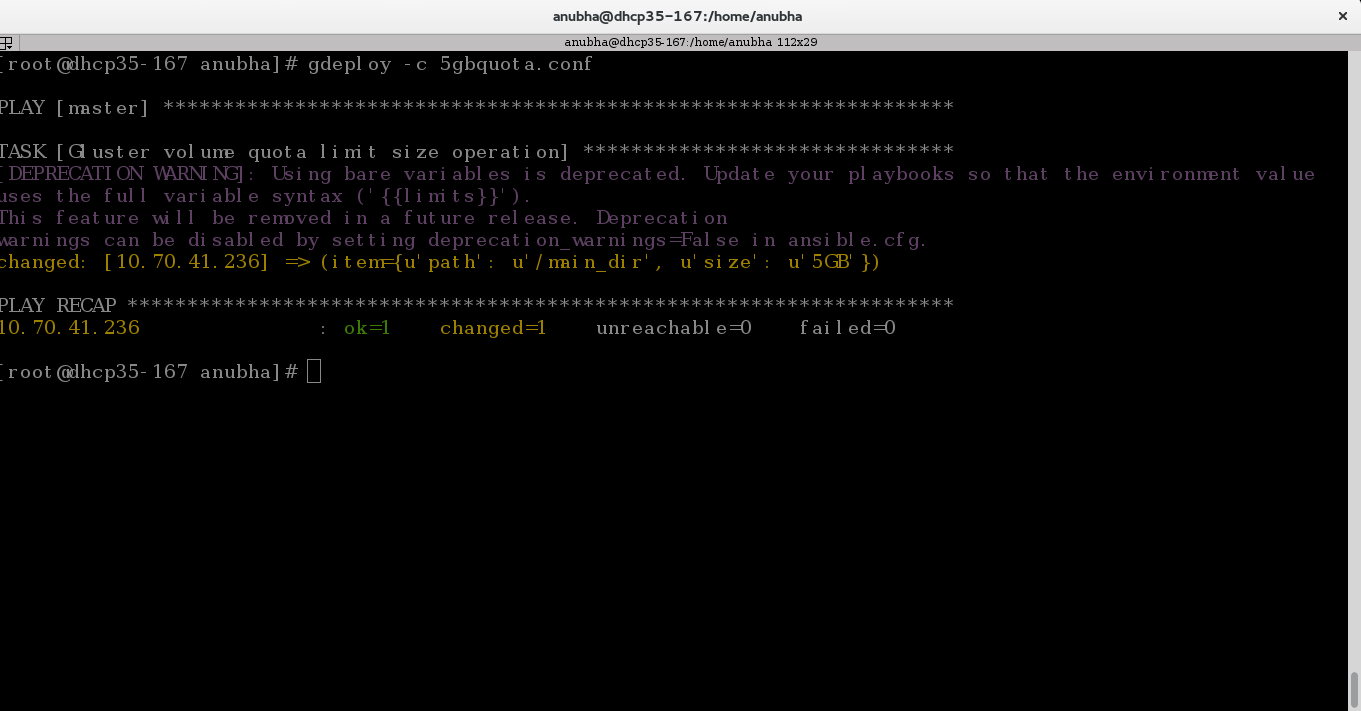 anubha@dhcp35-167:/home/anubha
anubha@dhcp35-167:/home/anubha 112x29
[root@dhcp35-167 anubha]# gdeploy -c 5gbquota.conf
PLAY [master] ******************************************************************
TASK [Gluster volume quota limit size operation] *******************************
[DEPRECATION WARNING]: Using bare variables is deprecated. Update your playbooks so that the environment value
uses the full variable syntax ('{{limits}}').
This feature will be removed in a future release. Deprecation
warnings can be disabled by setting deprecation_warnings=False in ansible.cfg.
changed: [10.70.41.236] => (item={u'path': u'/main_dir', u'size': u'5GB'})
PLAY RECAP *********************************************************************
10.70.41.236 : ok=1 changed=1 unreachable=0 failed=0
[root@dhcp35-167 anubha]#